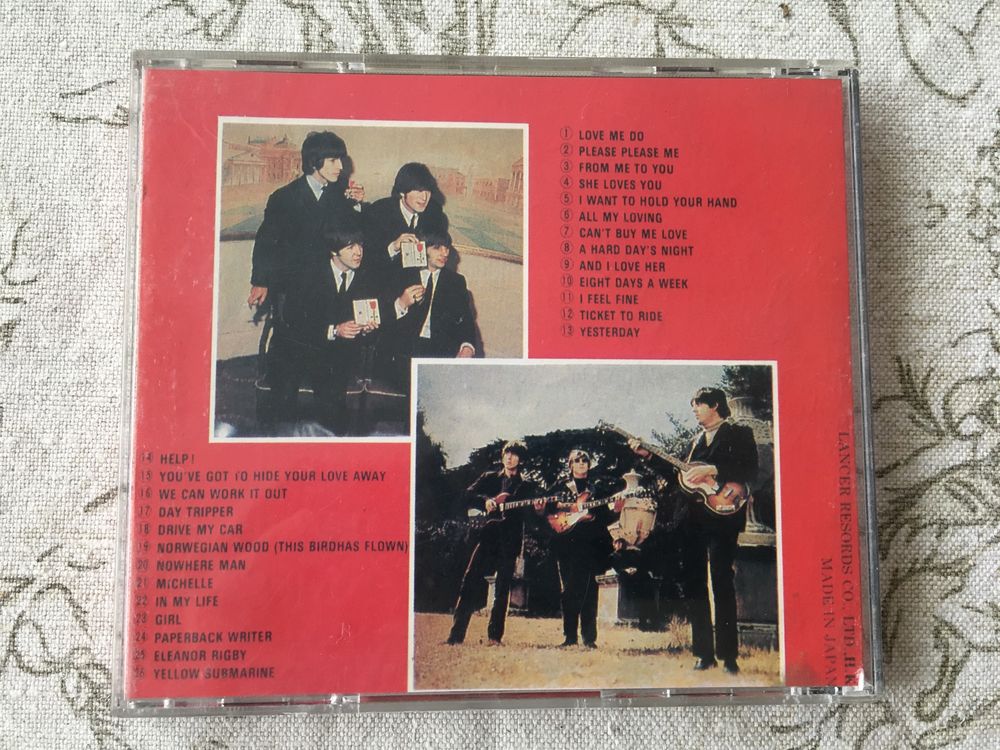 ① LOVE ME DO
② PLEASE PLEASE ME
③ FROM ME TO YOU
④ SHE LOVES YOU
⑤ I WANT TO HOLD YOUR HAND
⑥ ALL MY LOVING
⑦ CAN'T BUY ME LOVE
⑧ A HARD DAY'S NIGHT
⑨ AND I LOVE HER
⑩ EIGHT DAYS A WEEK
⑪ I FEEL FINE
⑫ TICKET TO RIDE
⑬ YESTERDAY
⑭ HELP!
⑮ YOU'VE GOT TO HIDE YOUR LOVE AWAY
⑯ WE CAN WORK IT OUT
⑰ DAY TRIPPER
⑱ DRIVE MY CAR
⑲ NORWEGIAN WOOD (THIS BIRDHAS FLOWN)
⑳ NOWHERE MAN
㉑ MICHELLE
㉒ IN MY LIFE
㉓ GIRL
㉔ PAPERBACK WRITER
㉕ ELEANOR RIGBY
㉖ YELLOW SUBMARINE
LANCER RESORDS CO., LTD. H.K
MADE IN JAPAN